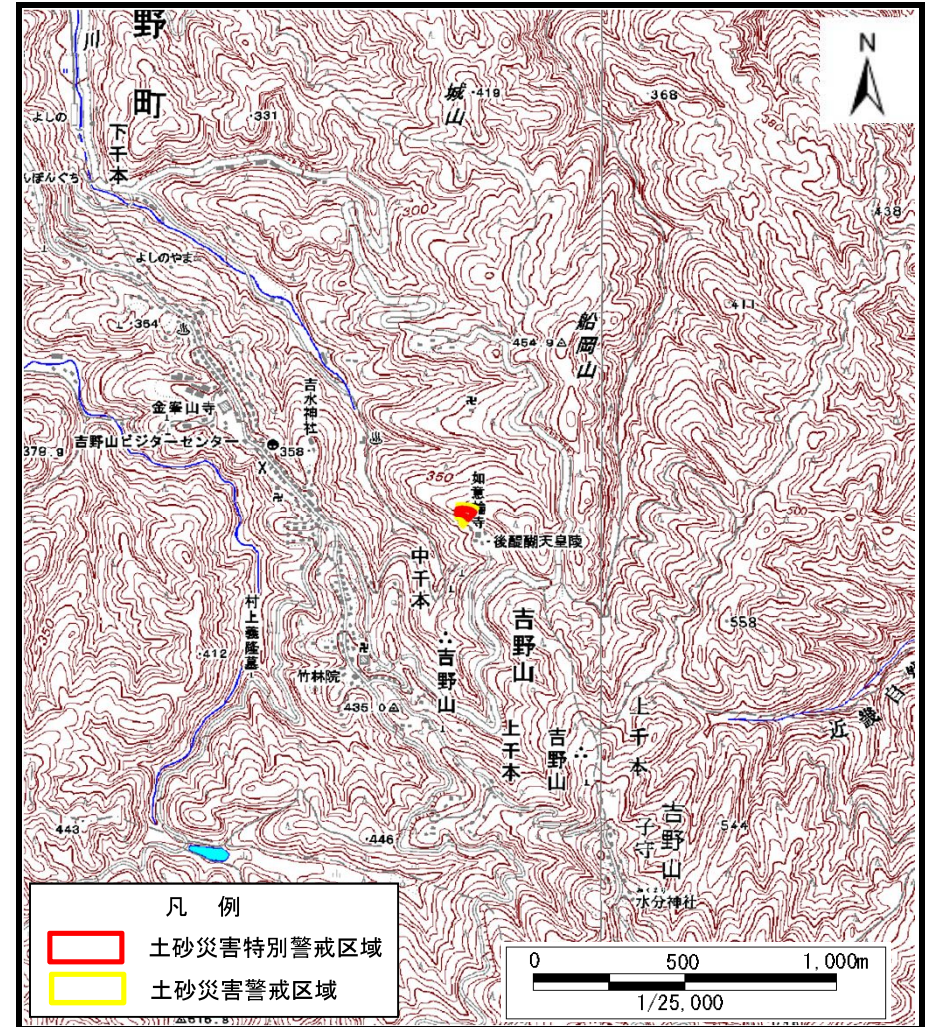 野町
川
N
城山
・419
368
よしの
・331
下千本
んぼんぐち
300
438
よしのやま
354
411
船岡山
454.9
吉水神社
金峯山寺
吉野山ビジターセンター
358
379.9
350
如意輪寺
後醍醐天皇陵
中千本
500
村上義隆墓
・412
吉野山
吉野山
・558
竹林院
435.0
上千本
吉野山
上千本
近畿自
443
・446
子守
吉野山
544
水分神社
凡 例
土砂災害特別警戒区域
土砂災害警戒区域
0 500 1,000m
1/25,000